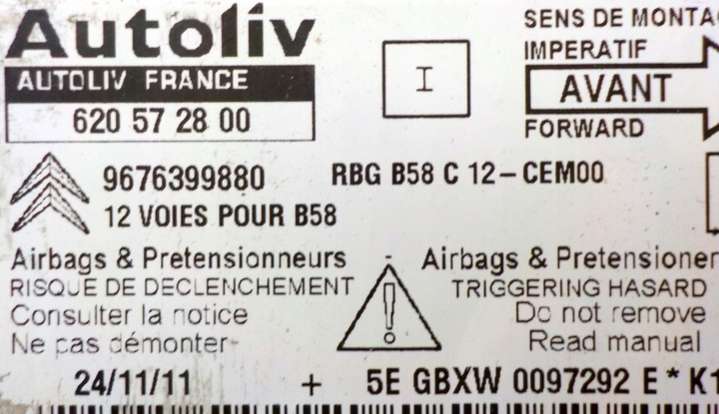 Autoliv
AUTOLIV FRANCE
620 57 28 00
I
SENS DE MONTA
IMPERATIF
AVANT
FORWARD
9676399880
RBG B58 C 12-CEM00
12 VOIES POUR B58
Airbags & Pretensionneurs
RISQUE DE DECLENCHEMENT
Consulter la notice
Ne pas démonter
!
Airbags & Pretensioner
TRIGGERING HASARD
Do not remove
Read manual
24/11/11 + 5E GBXW 0097292 E * K1